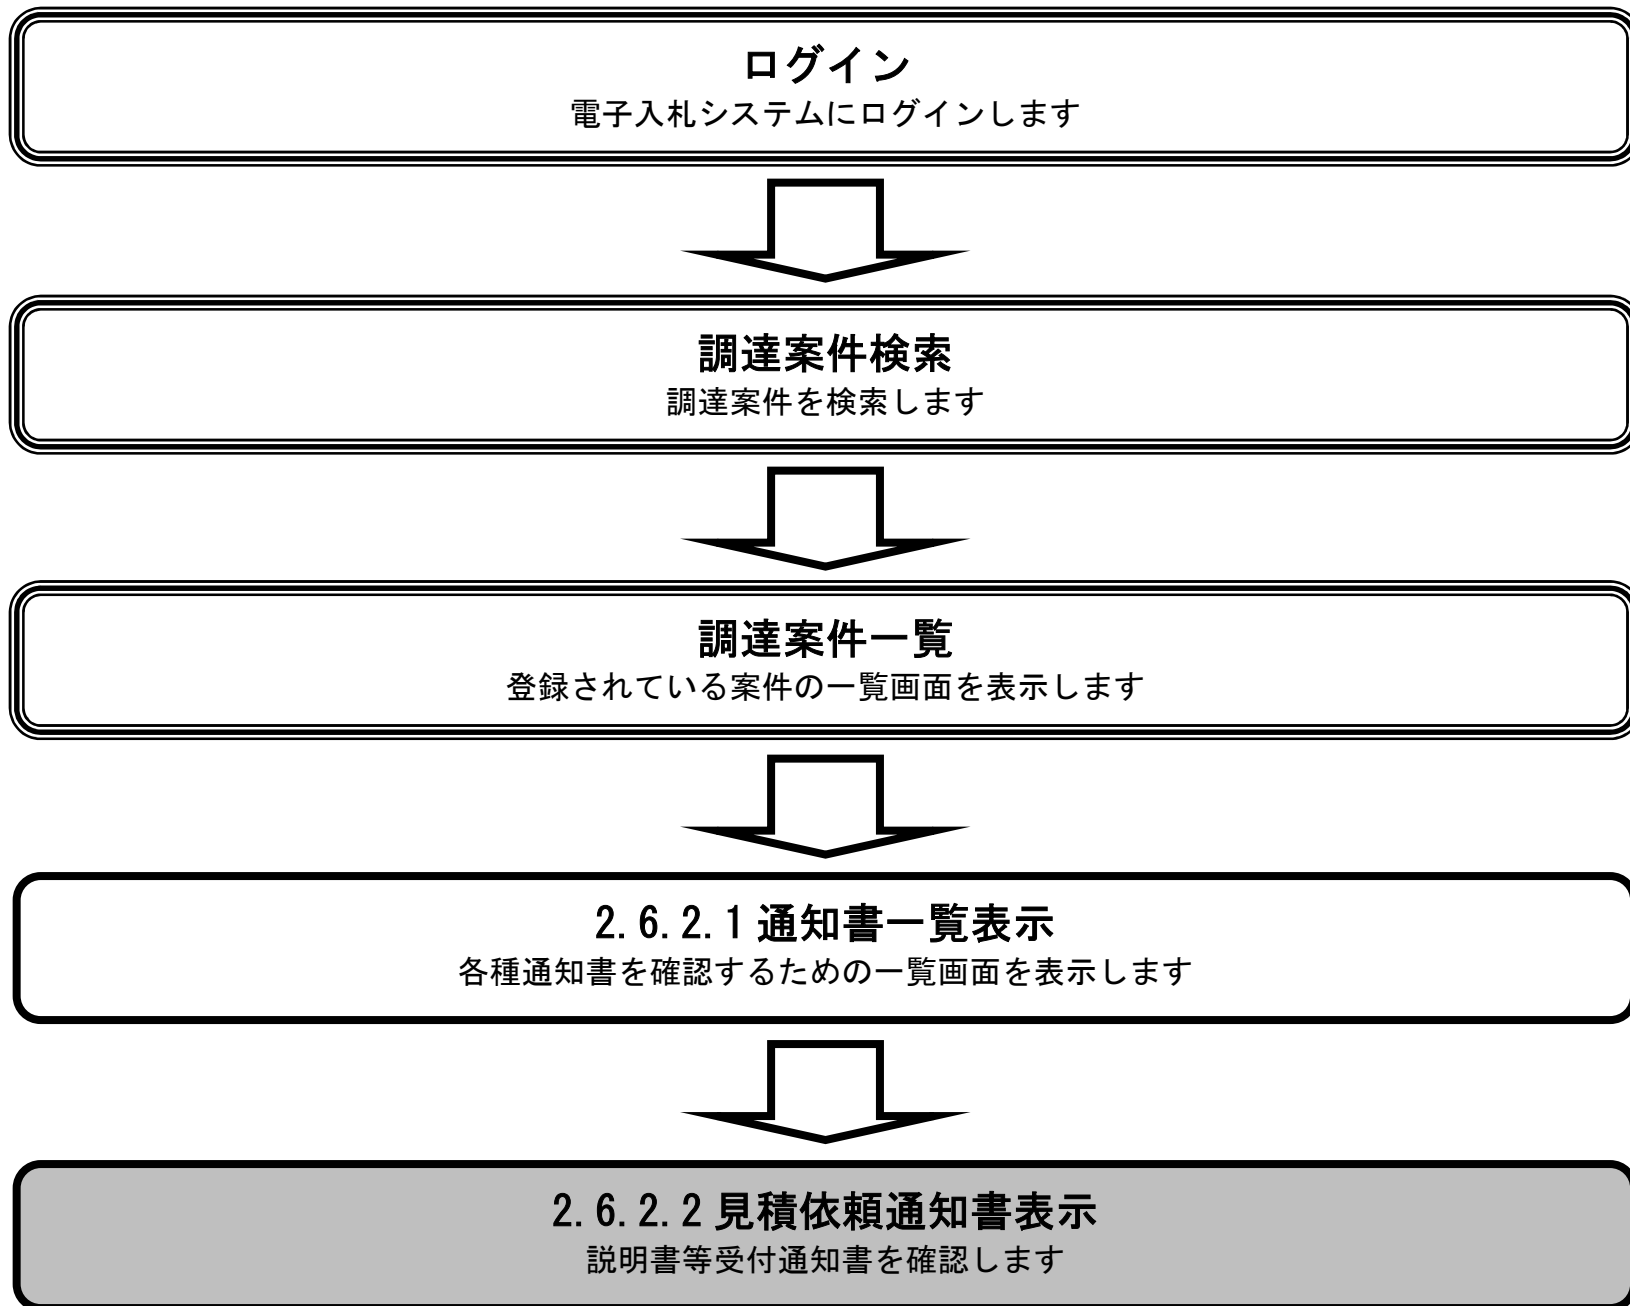 ログイン
電子入札システムにログインします
調達案件検索
調達案件を検索します
調達案件一覧
登録されている案件の一覧画面を表示します
2.6.2.1 通知書一覧表示
各種通知書を確認するための一覧画面を表示します
2.6.2.2 見積依頼通知書表示
説明書等受付通知書を確認します